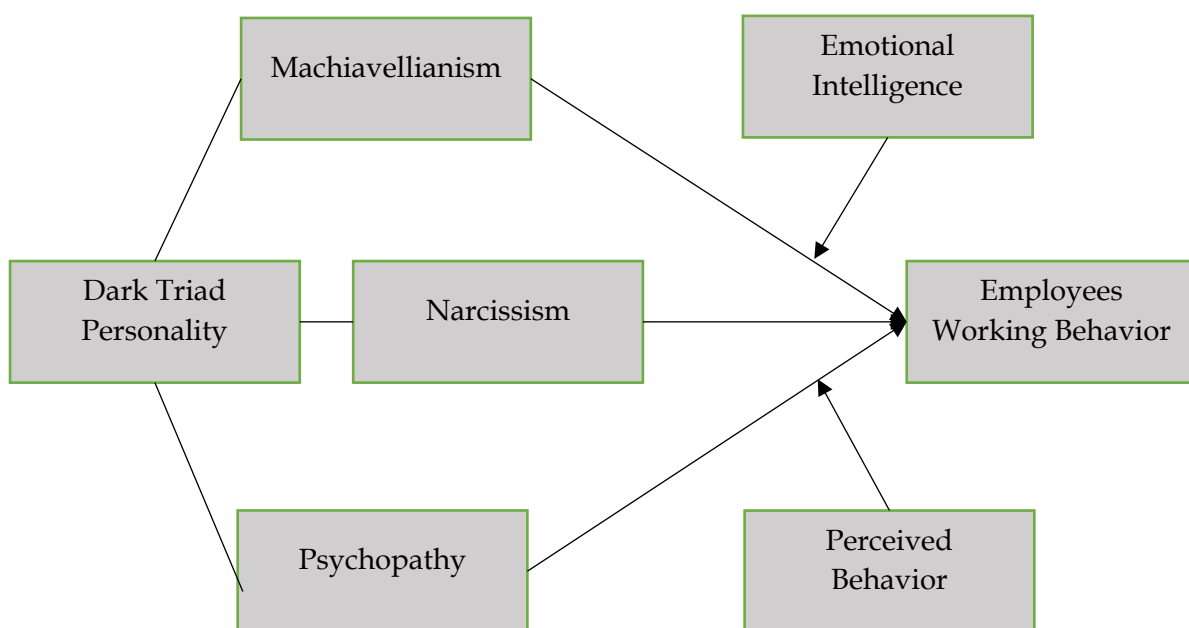 Machiavellianism
Emotional
Intelligence
Dark Triad
Personality
Narcissism
Employees
Working Behavior
Psychopathy
Perceived
Behavior